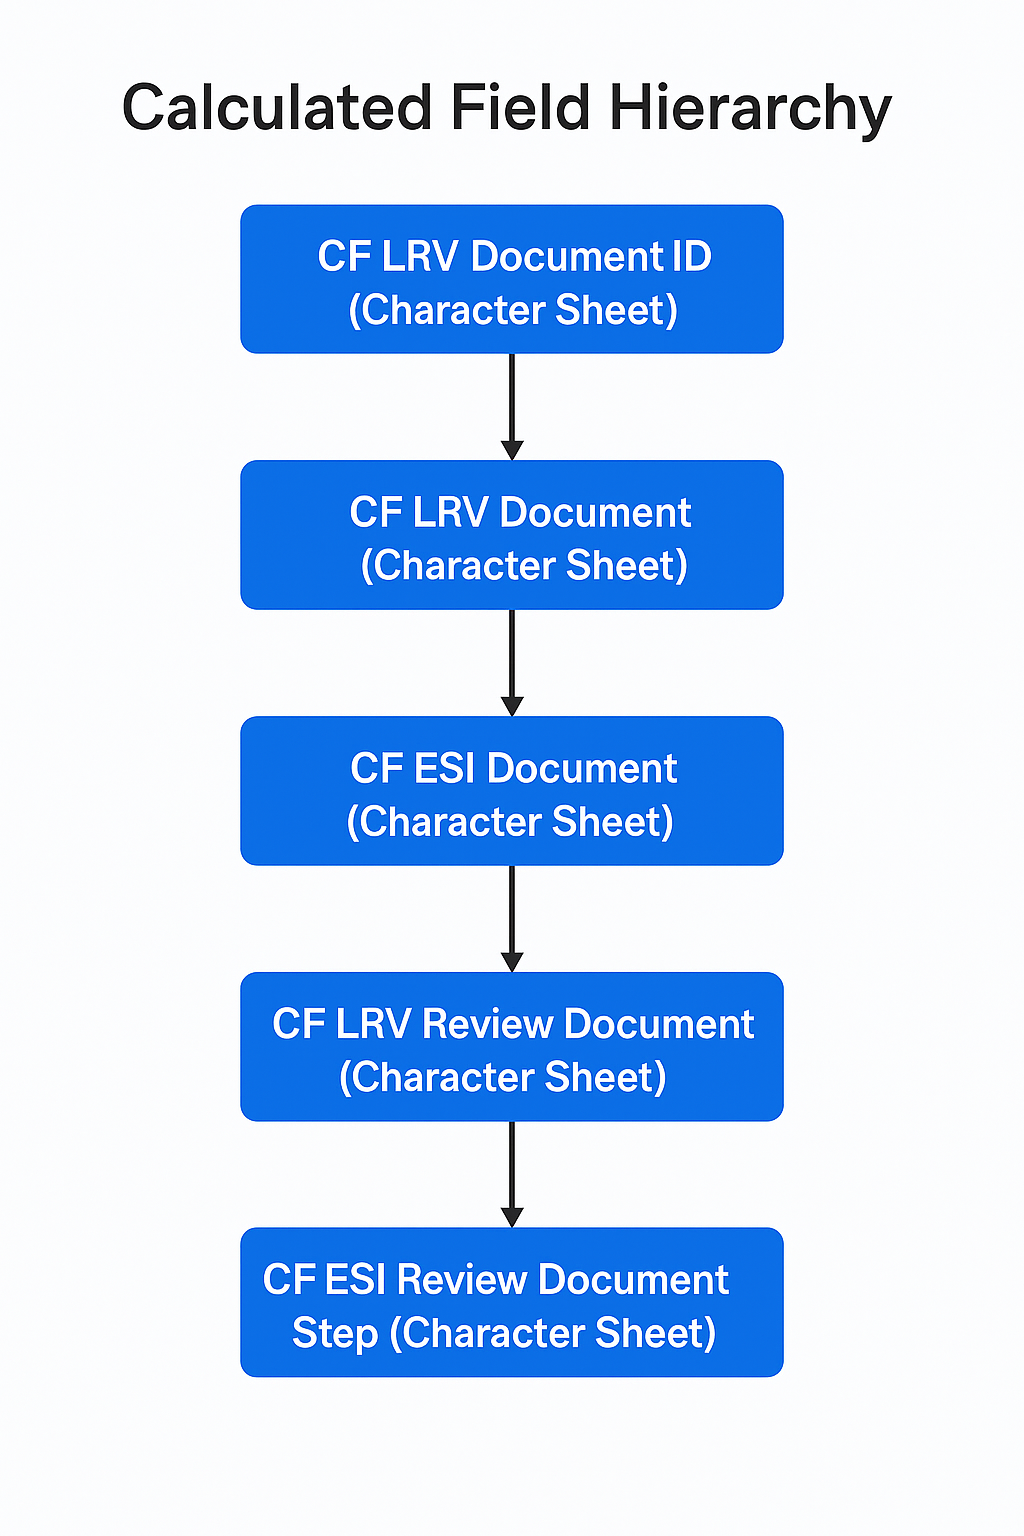 Calculated Field Hierarchy
CF LRV Document ID
(Character Sheet)
CF LRV Document
(Character Sheet)
CF ESI Document
(Character Sheet)
CF LRV Review Document
(Character Sheet)
CF ESI Review Document
Step (Character Sheet)